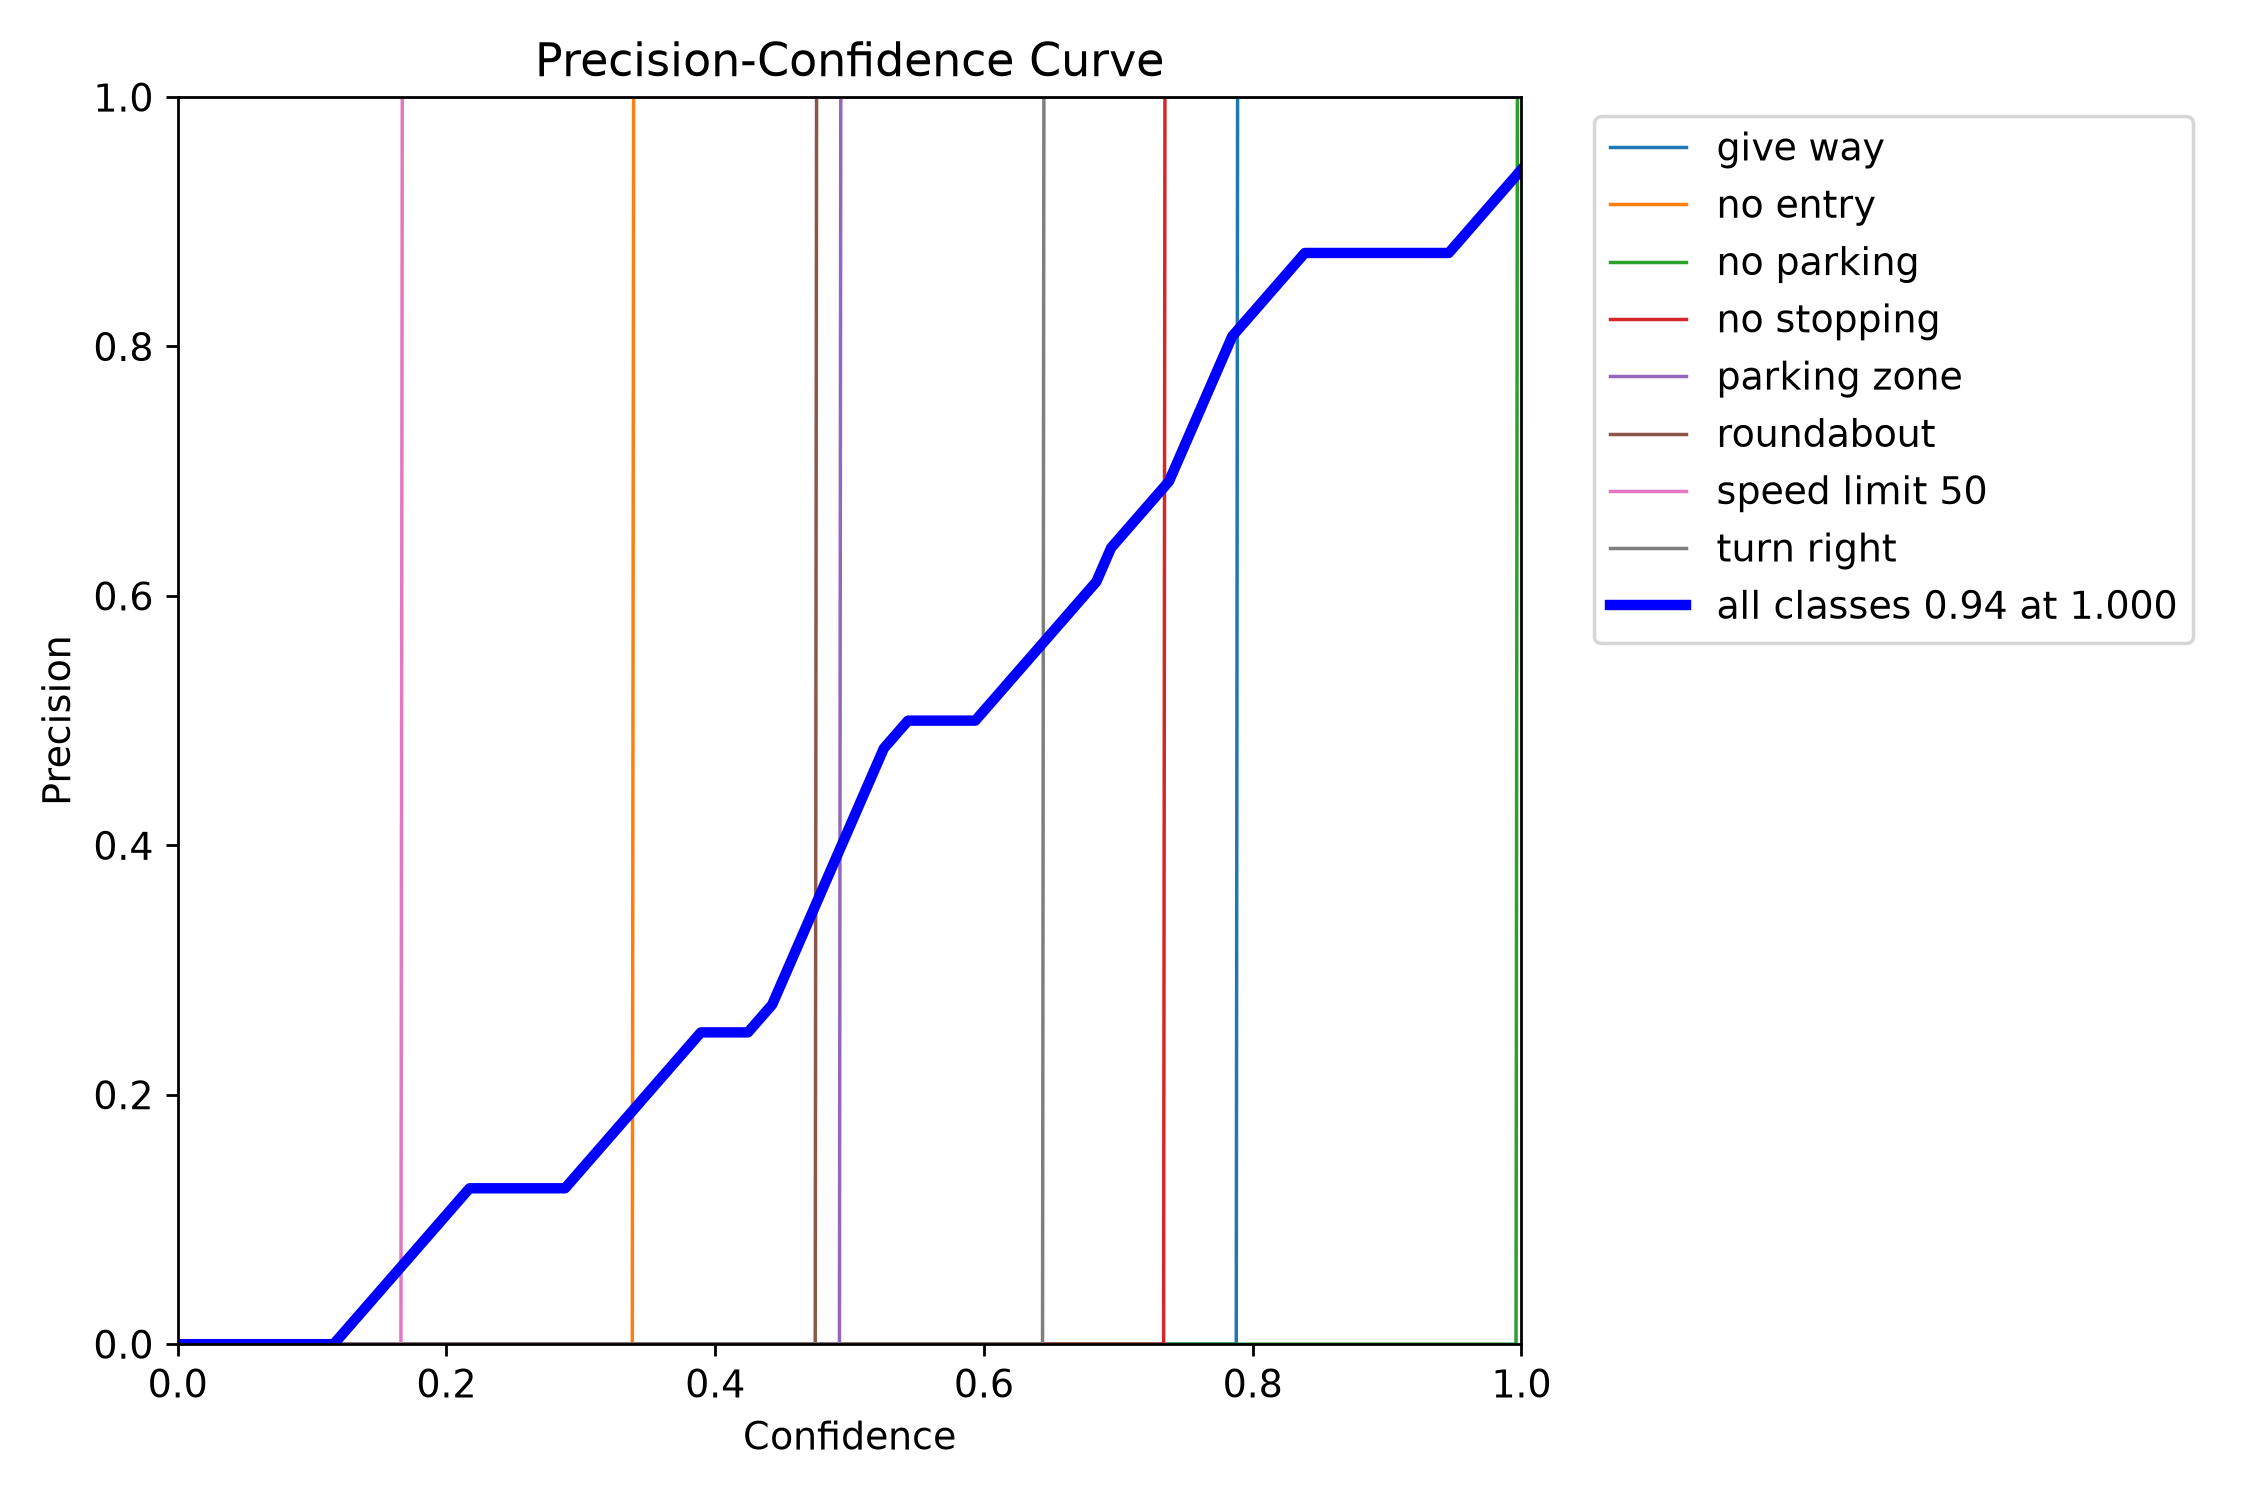 Precision-Confidence Curve
1.0
0.8
0.6
0.4
0.2
0.0
Precision
0.0 0.2 0.4 0.6 0.8 1.0
Confidence
give way
no entry
no parking
no stopping
parking zone
roundabout
speed limit 50
turn right
all classes 0.94 at 1.000